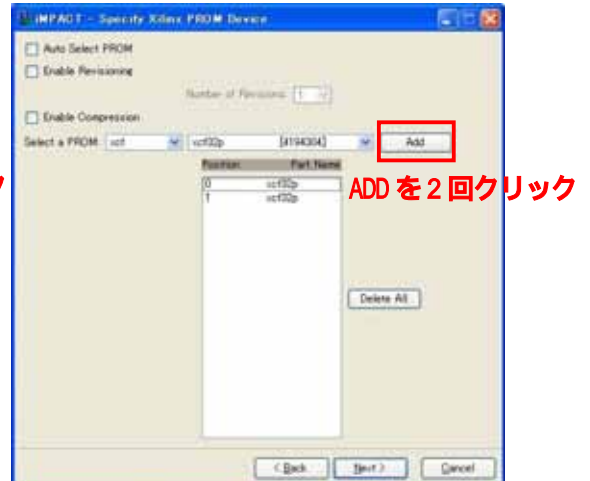 iMPACT - Specify Xilinx PROM Device
Auto Select PROM
Enable Revisioning
Number of Revisions: 1
Enable Compression
Select a PROM: xcf xcf32p [4194304] Add
Position Part Name
0 xcf32p
1 xcf32p
ADD を 2 回クリック
Delete All
< Back Next > Cancel